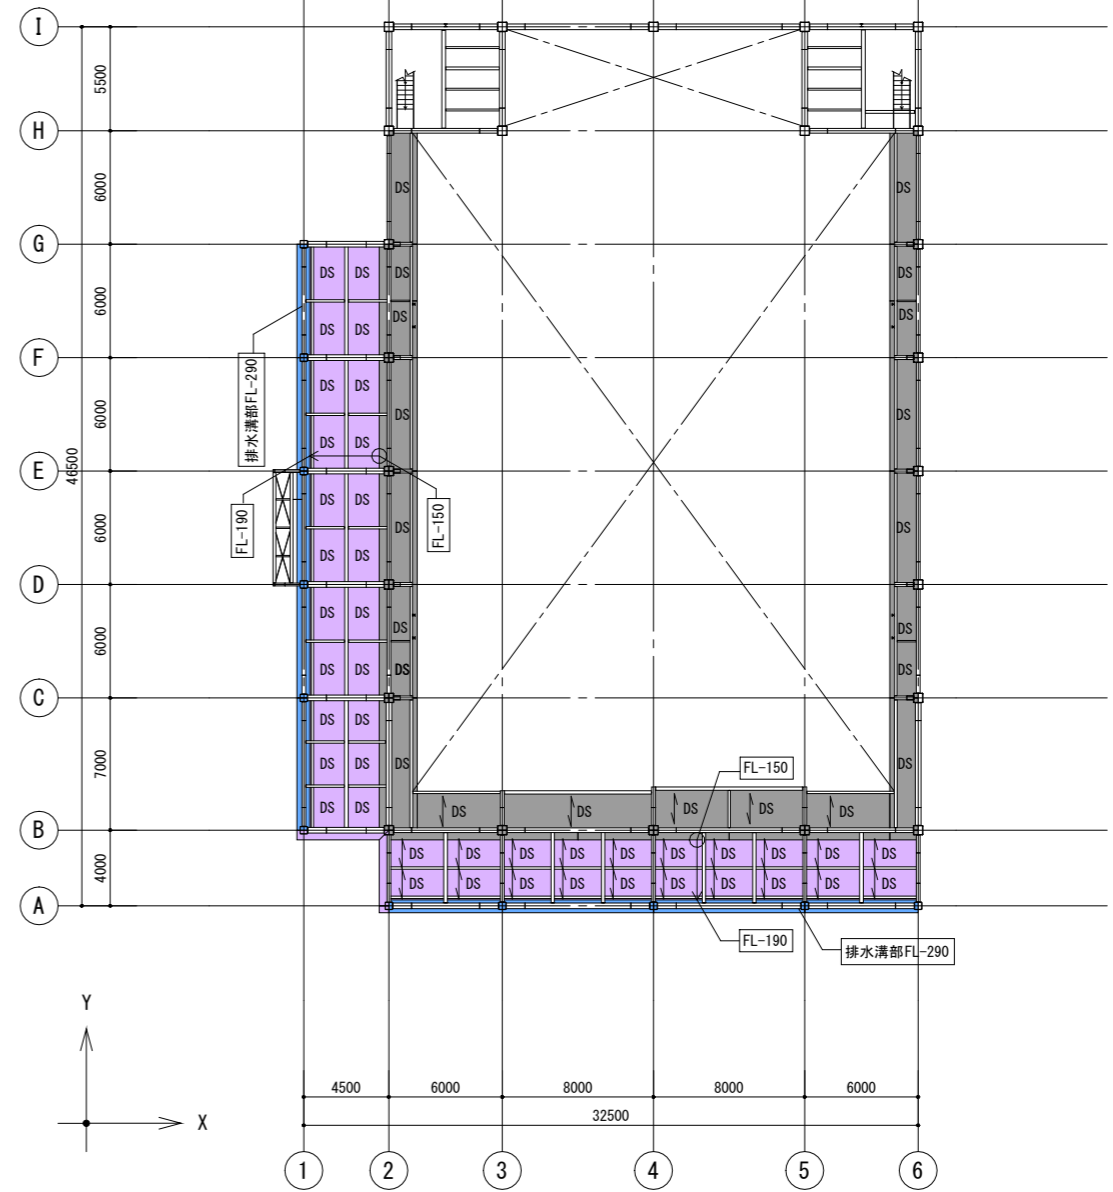 I
5500
H
6000
DS DS
G
DS DS DS DS
6000
DS DS
DS DS
F
DS DS
6000
排水溝部FL-290
DS DS
DS DS
46500
E
DS DS
6000
FL-190
FL-150
DS DS
DS DS
D
DS DS
DS DS
6000
DS DS DS DS
C
DS DS
7000
DS DS DS DS
FL-150
DS DS
DS DS DS DS DS
B
DS DS DS DS DS DS DS DS DS DS
4000
DS DS DS DS DS DS DS DS DS DS
A
FL-190
排水溝部FL-290
Y
X
4500 6000 8000 8000 6000
32500
1 2 3 4 5 6